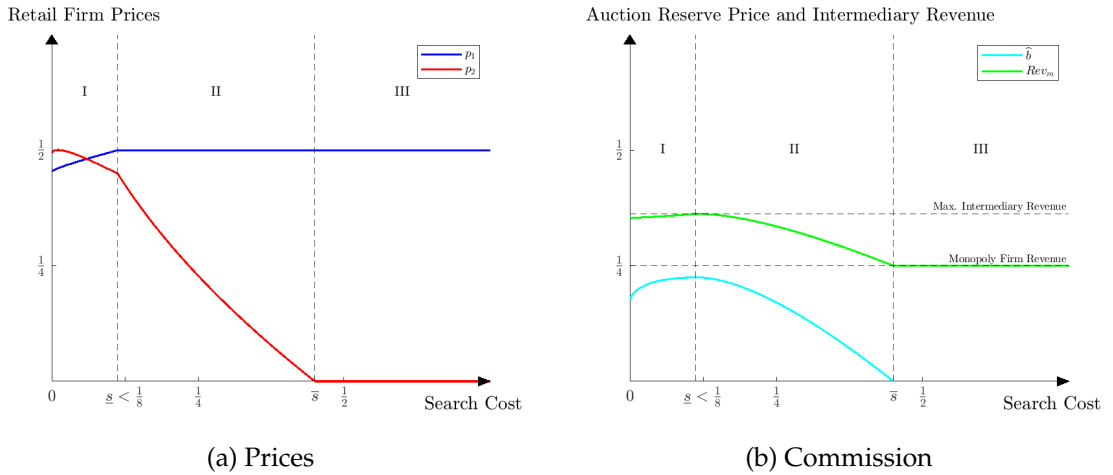 Retail Firm Prices
p₁
p₂
I
II
III
1/2
1/4
0
s̲ < 1/8
1/4
s̅
1/2
Search Cost
(a) Prices
Auction Reserve Price and Intermediary Revenue
b̂
Revₘ
I
II
III
1/2
Max. Intermediary Revenue
1/4
Monopoly Firm Revenue
0
s̲ < 1/8
1/4
s̅
1/2
Search Cost
(b) Commission